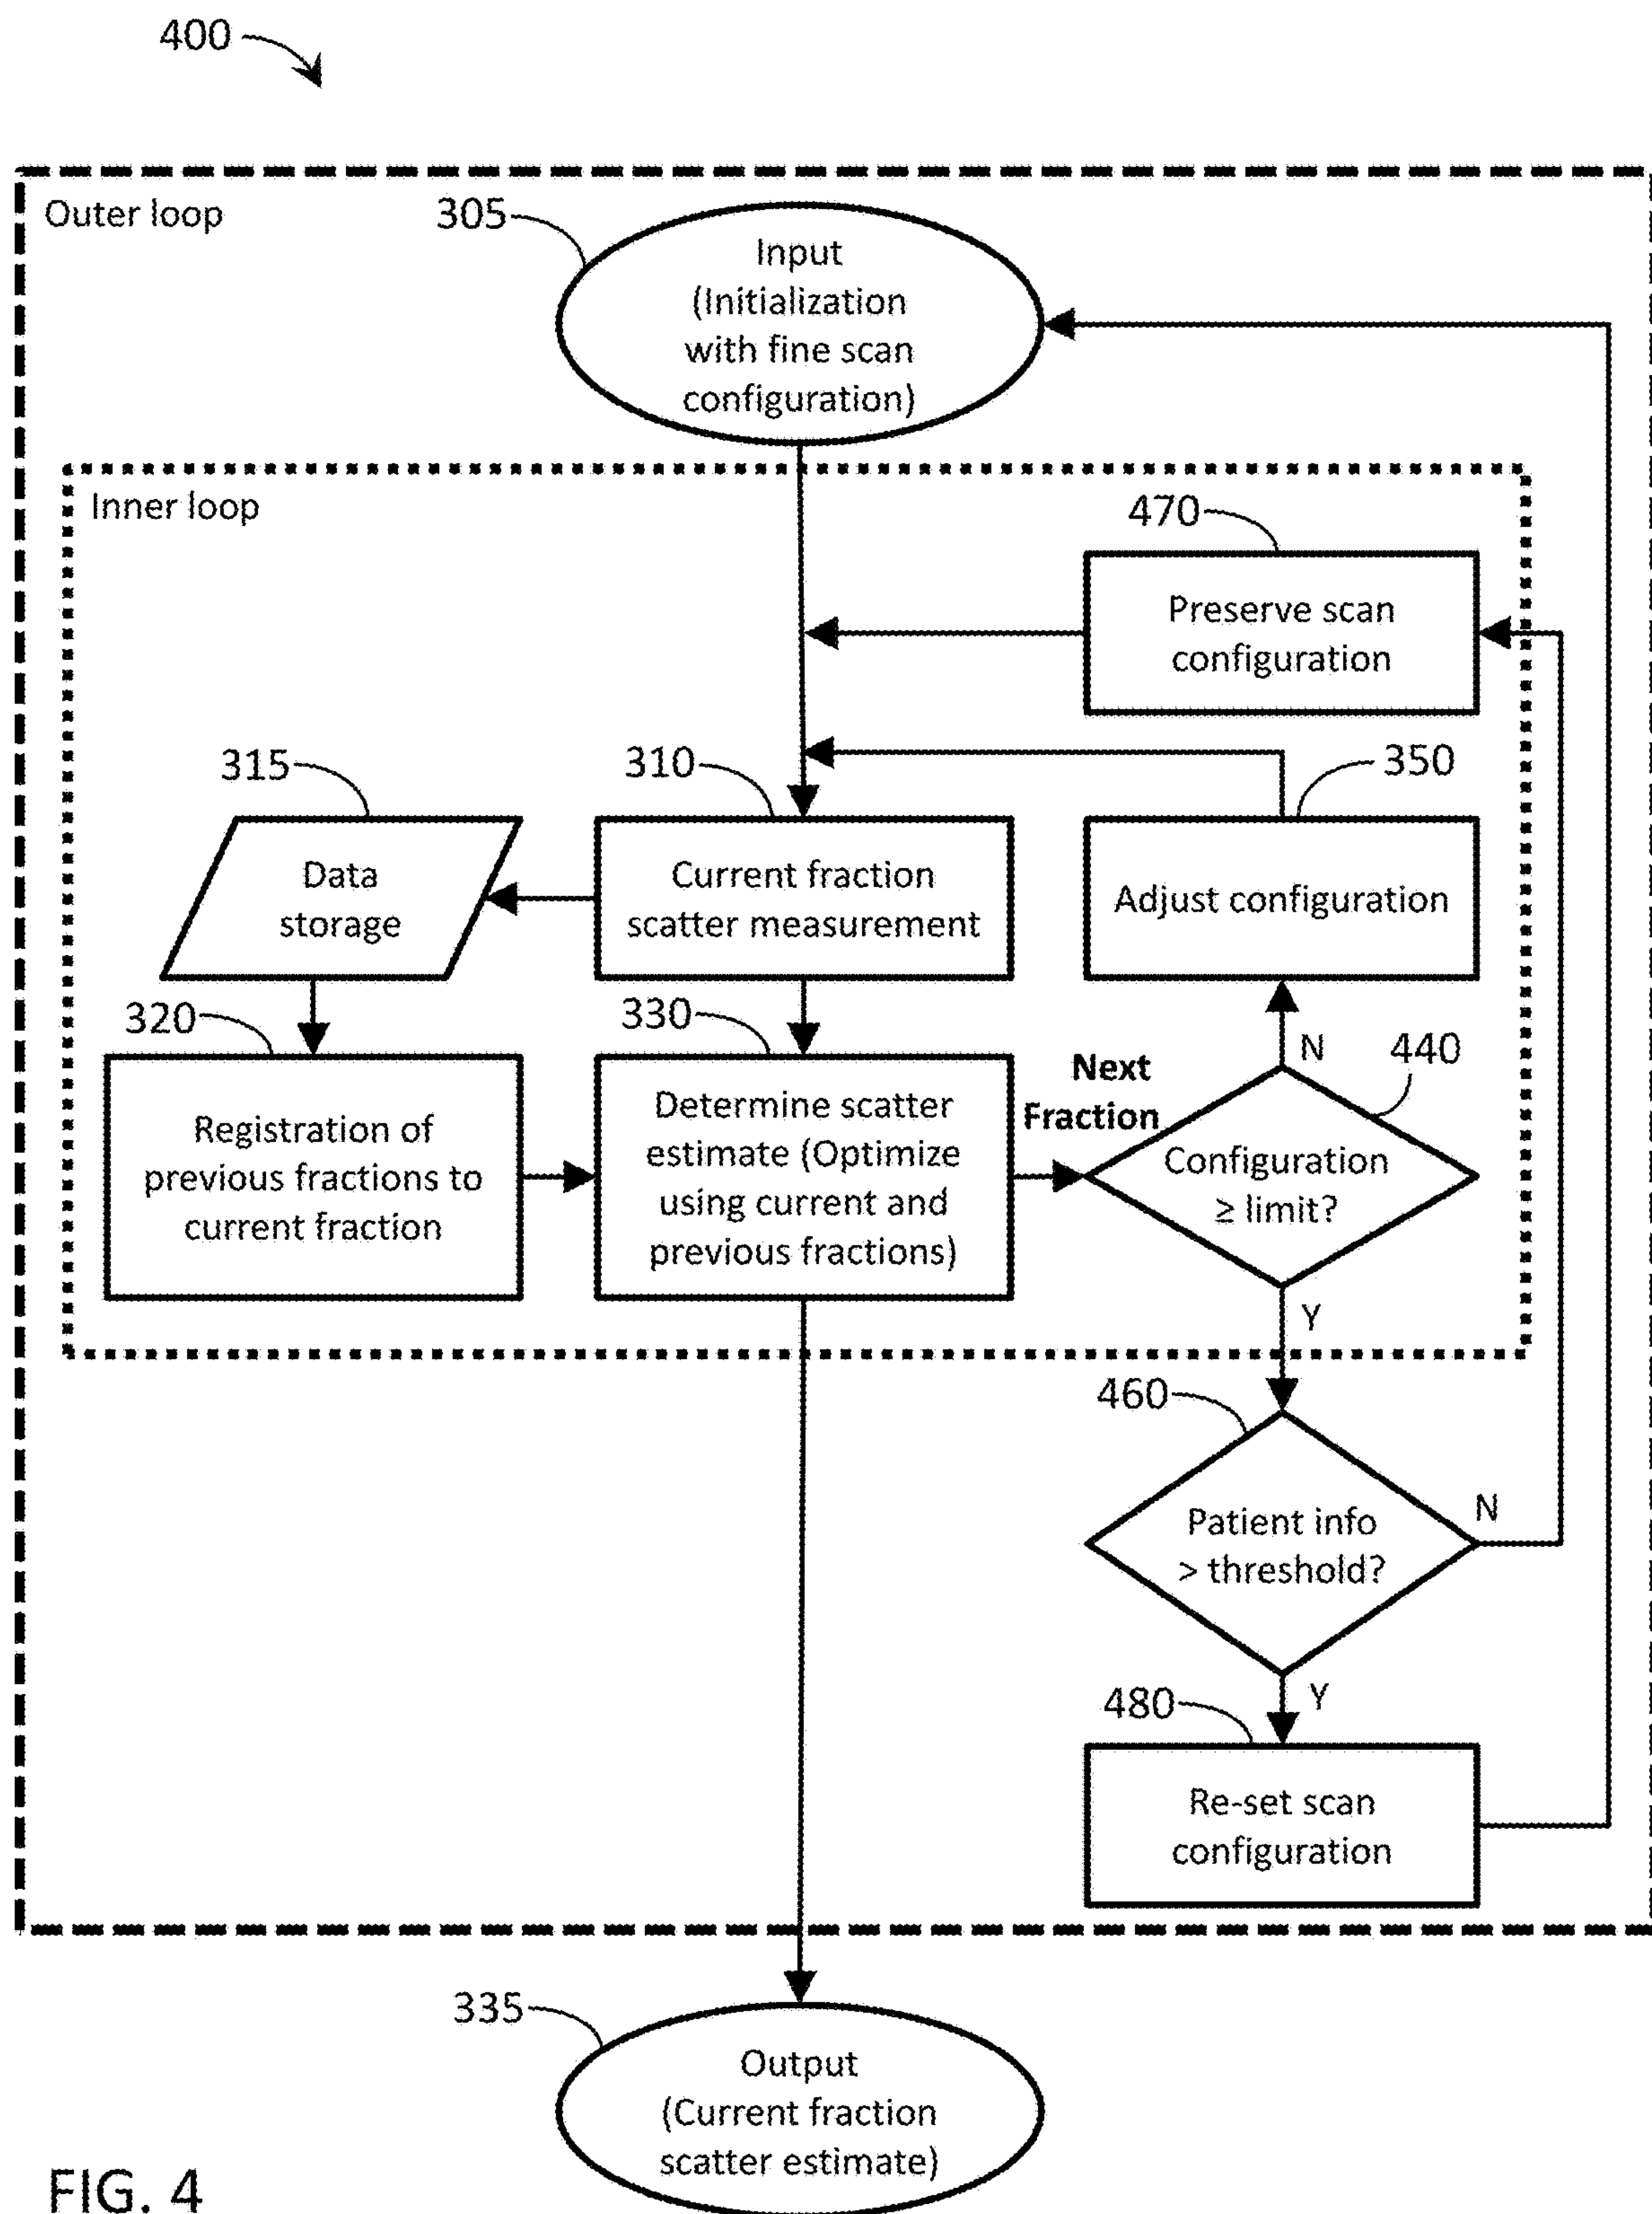 400
Outer loop
305
Input
(Initialization
with fine scan
configuration)
Inner loop
470
Preserve scan
configuration
315
310
350
Data
storage
Current fraction
scatter measurement
Adjust configuration
320
330
Next
Fraction
N
440
Registration of
previous fractions to
current fraction
Determine scatter
estimate (Optimize
using current and
previous fractions)
Configuration
≥ limit?
Y
460
Patient info
> threshold?
N
Y
480
Re-set scan
configuration
335
Output
(Current fraction
scatter estimate)
FIG. 4